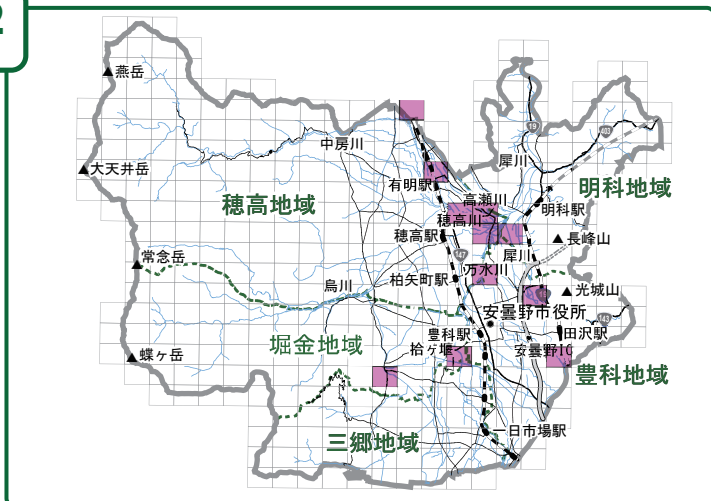 2
燕岳
中房川
19
403
犀川
大天井岳
有明駅
明科地域
穂高地域
高瀬川
明科駅
穂高川
穂高駅
長峰山
147
犀川
常念岳
万水川
柏矢町駅
烏川
光城山
安曇野市役所
143
豊科駅
田沢駅
堀金地域
拾ヶ堰
安曇野IC
蝶ヶ岳
豊科地域
一日市場駅
三郷地域